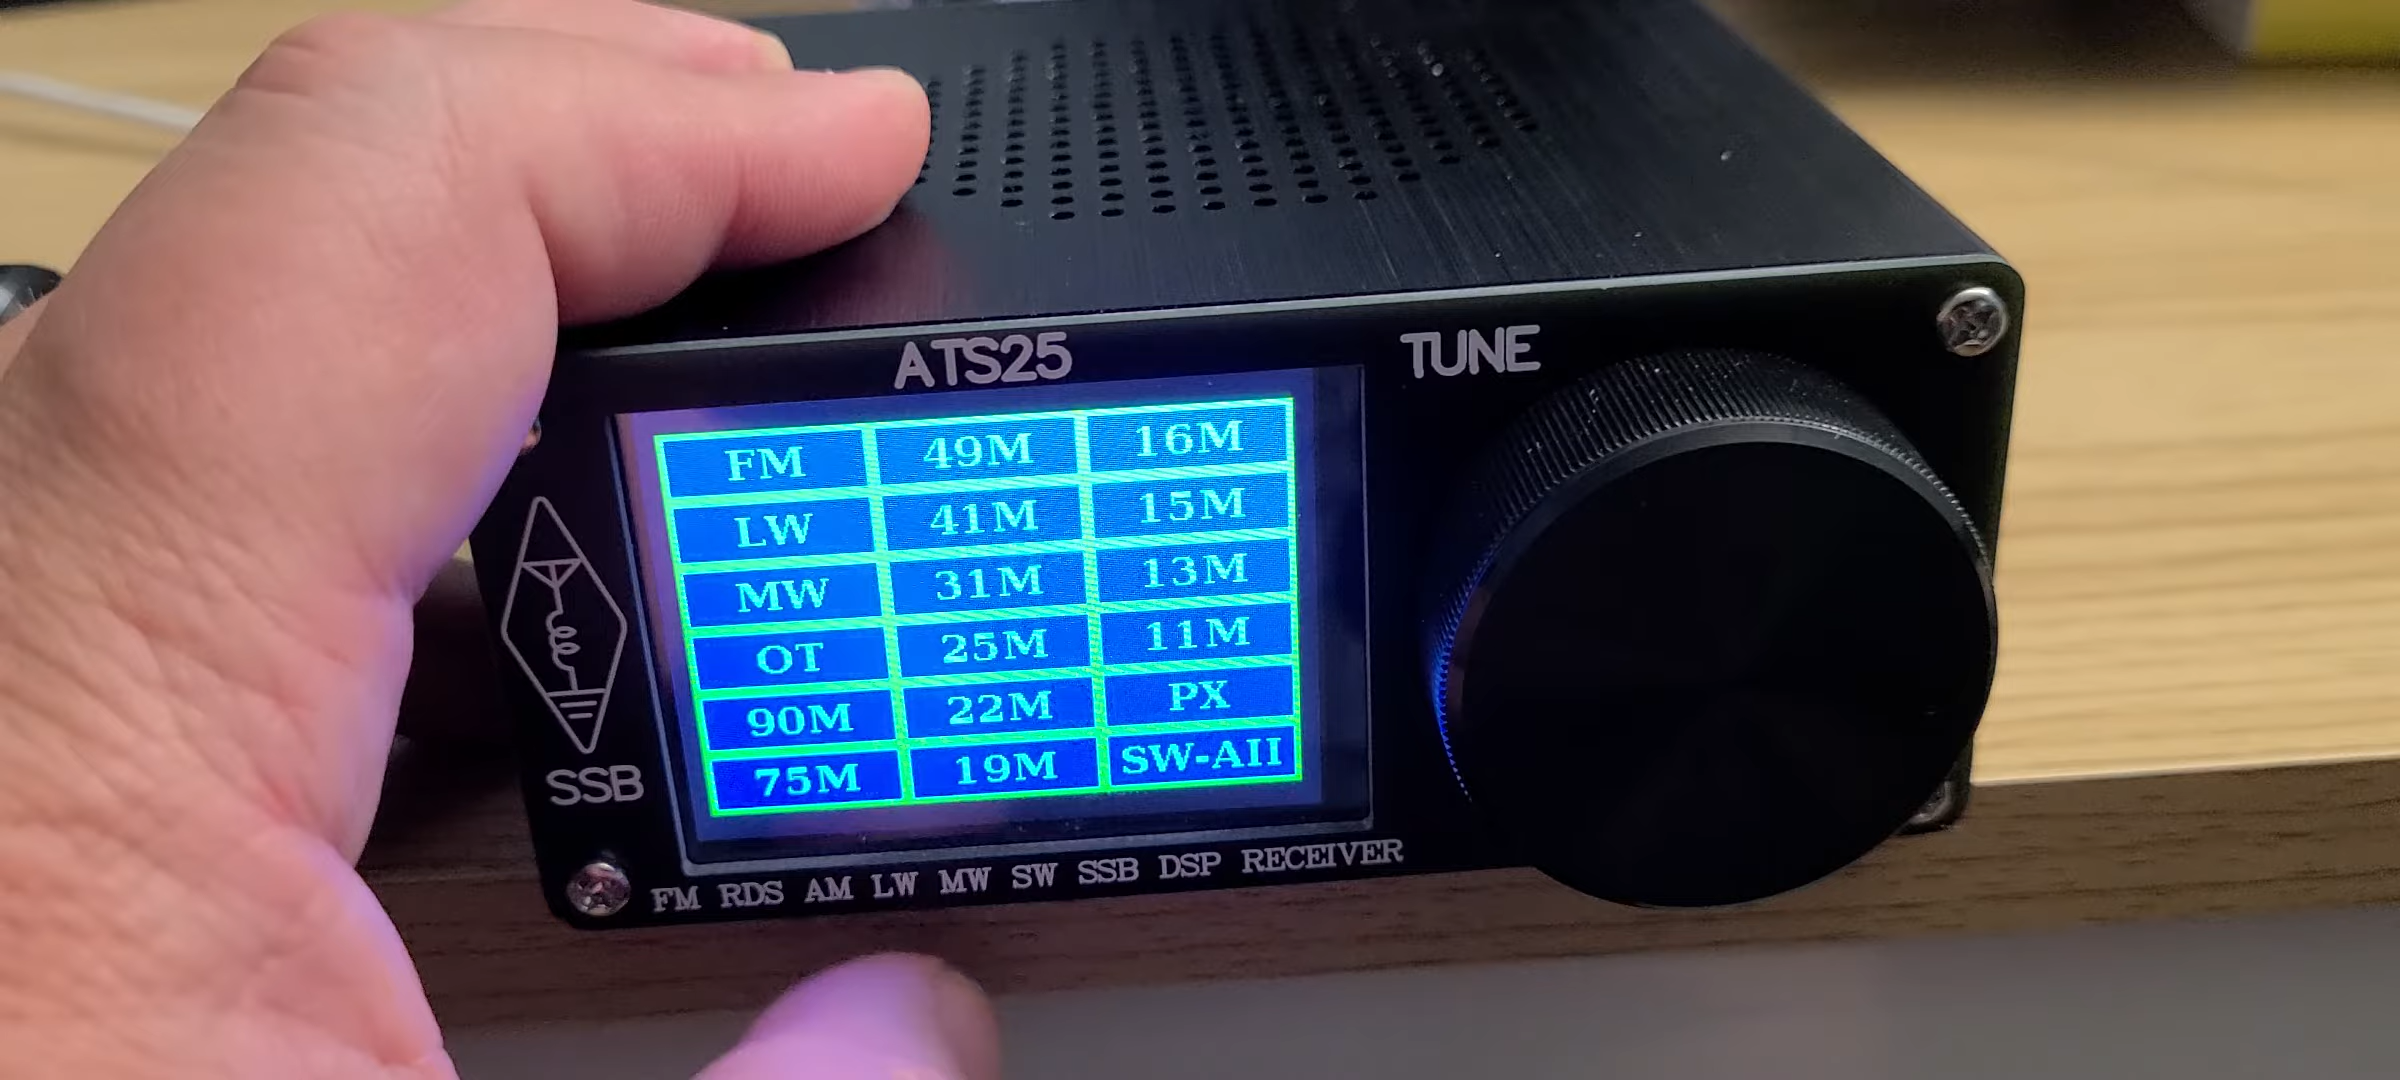 ATS25
TUNE
FM 49M 16M
LW 41M 15M
MW 31M 13M
OT 25M 11M
90M 22M PX
75M 19M SW-AII
SSB
FM RDS AM LW MW SW SSB DSP RECEIVER